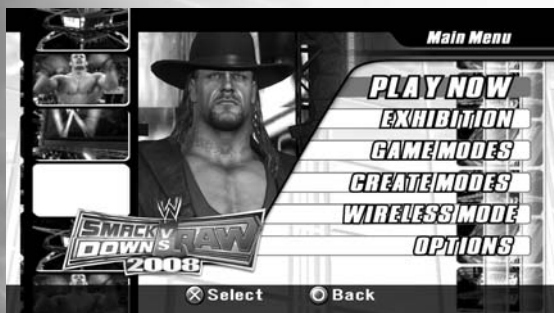 Main Menu
PLAY NOW
EXHIBITION
GAME MODES
CREATE MODES
WIRELESS MODE
OPTIONS
W
SMACK DOWN VS RAW
2008
Select
Back